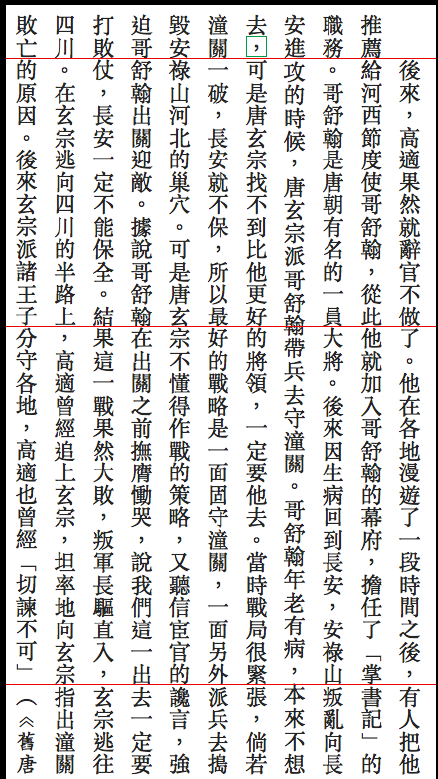 後來，高適果然就辭官不做了。他在各地漫遊了一段時間之後，有人把他
推薦給河西節度使哥舒翰，從此他就加入哥舒翰的幕府，擔任了「掌書記」的
職務。哥舒翰是唐朝有名的一員大將。後來因生病回到長安，安祿山叛亂向長
安進攻的時候，唐玄宗派哥舒翰帶兵去守潼關。哥舒翰年老有病，本來不想
去，可是唐玄宗找不到比他更好的將領，一定要他去。當時戰局很緊張，倘若
潼關一破，長安就不保，所以最好的戰略是一面固守潼關，一面另外派兵去搗
毀安祿山河北的巢穴。可是唐玄宗不懂得作戰的策略，又聽信宦官的讒言，強
迫哥舒翰出關迎敵。據說哥舒翰在出關之前撫膺慟哭，說我們這一出去一定要
打敗仗，長安一定不能保全。結果這一戰果然大敗，叛軍長驅直入，玄宗逃往
四川。在玄宗逃向四川的半路上，高適曾經追上玄宗，坦率地向玄宗指出潼關
敗亡的原因。後來玄宗派諸王子分守各地，高適也曾經「切諫不可」（《舊唐